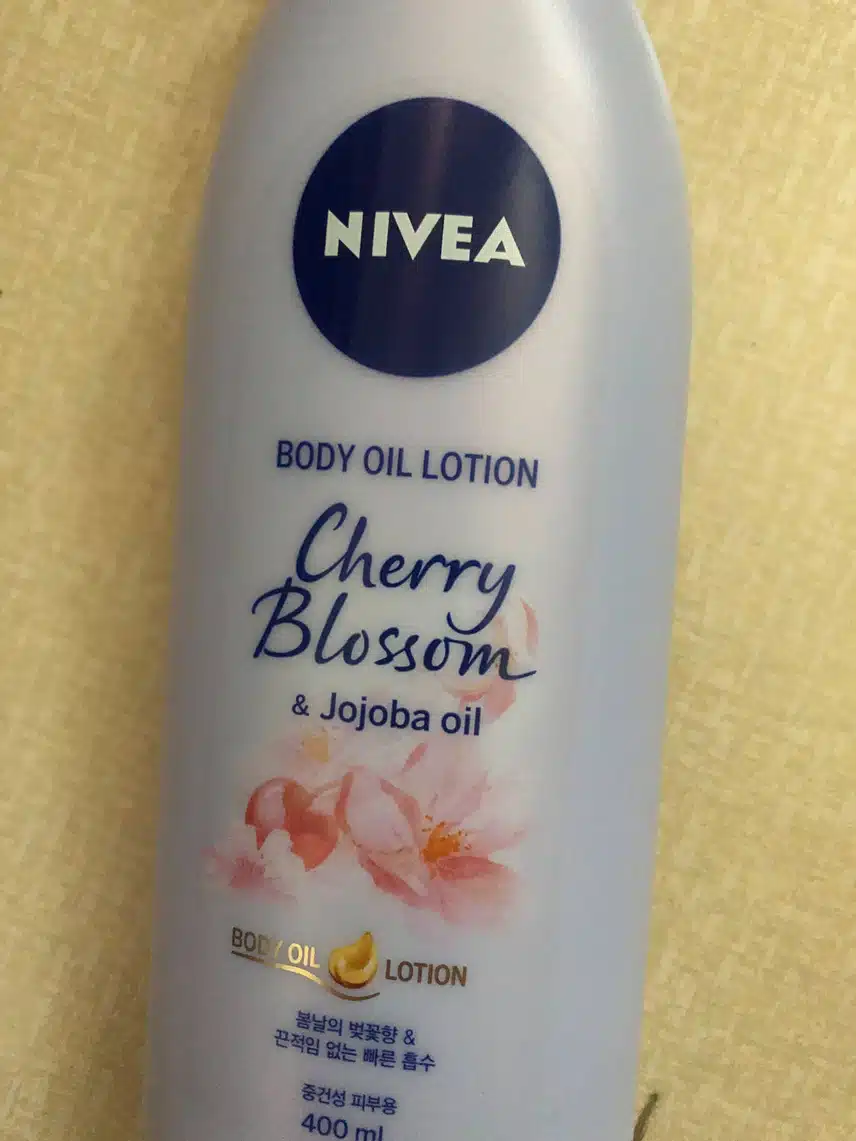 NIVEA
BODY OIL LOTION
Cherry
Blossom
& Jojoba oil
BODY OIL LOTION
봄날의 벚꽃향 &
끈적임 없는 빠른 흡수
중건성 피부용
400 ml